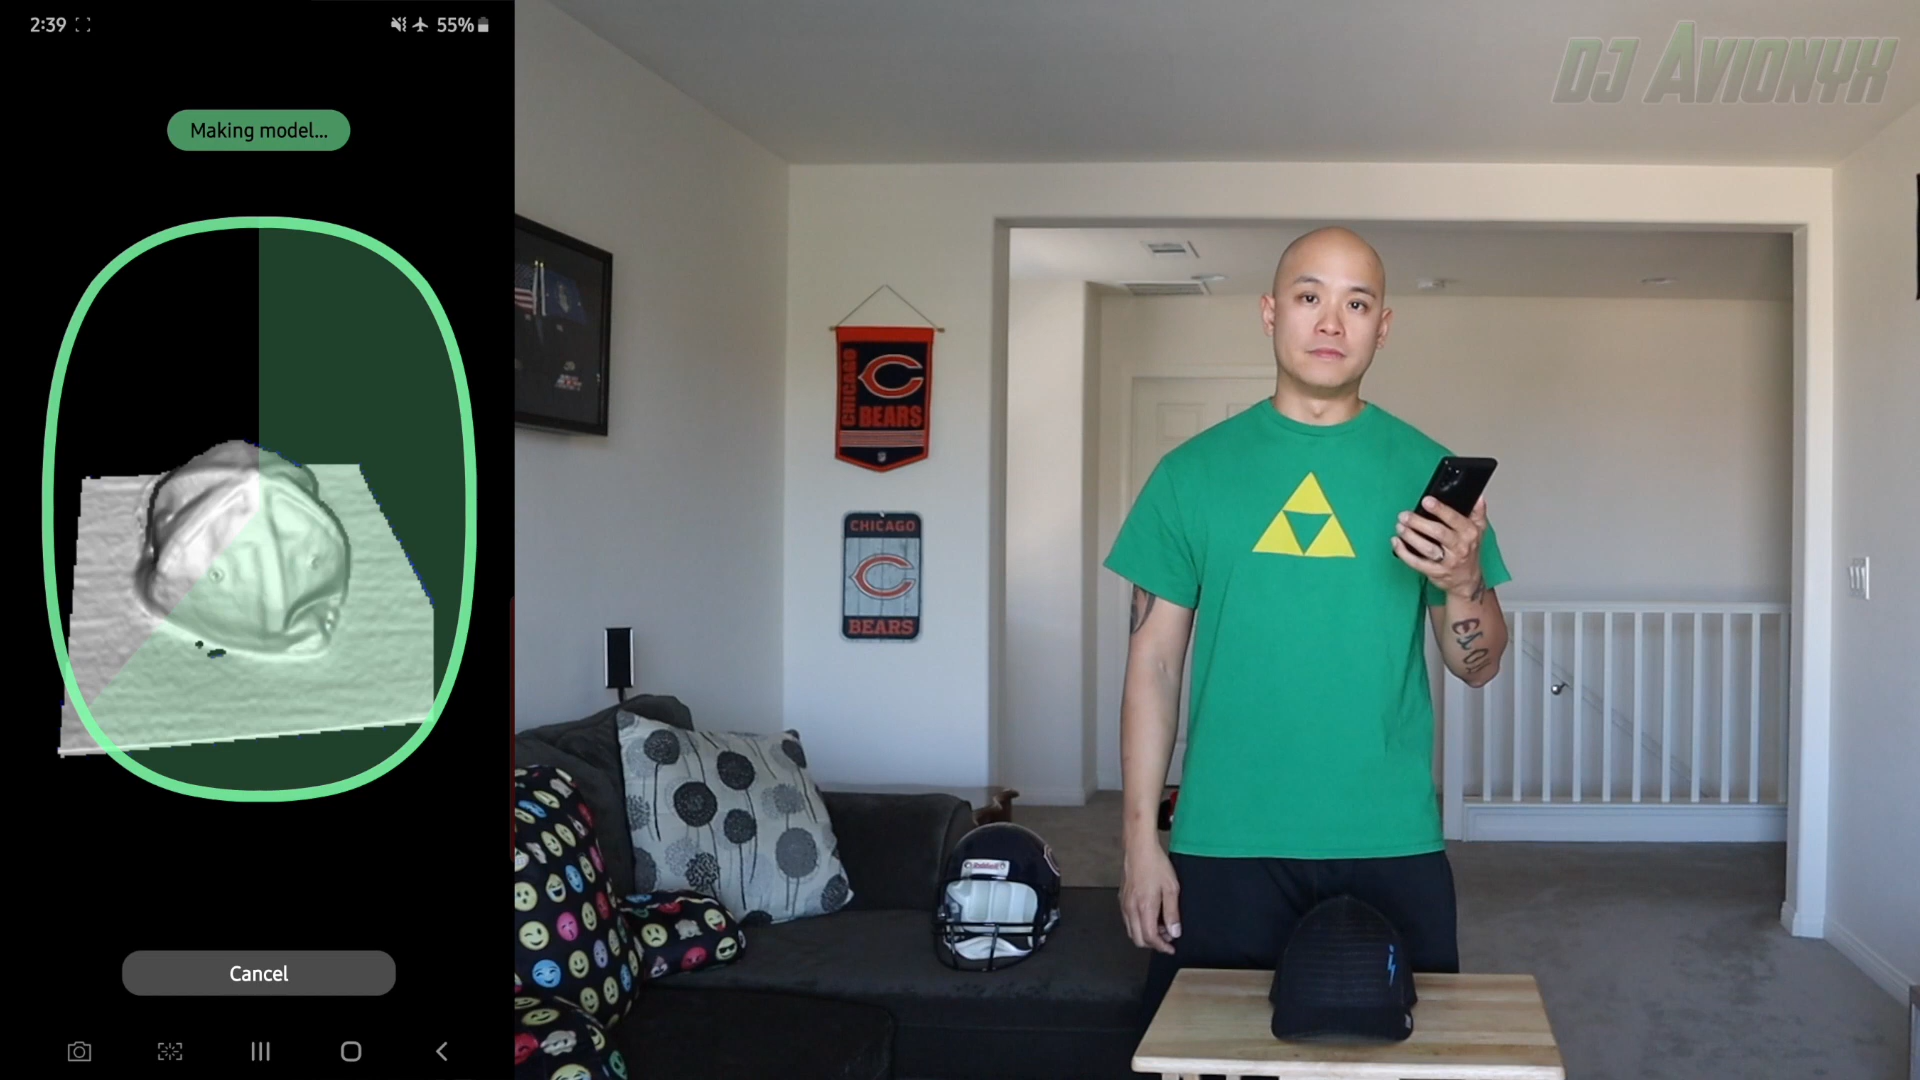 2:39
55%
Making model...
Cancel
DJ AVIONYX
CHICAGO
BEARS
CHICAGO
BEARS
Riddell